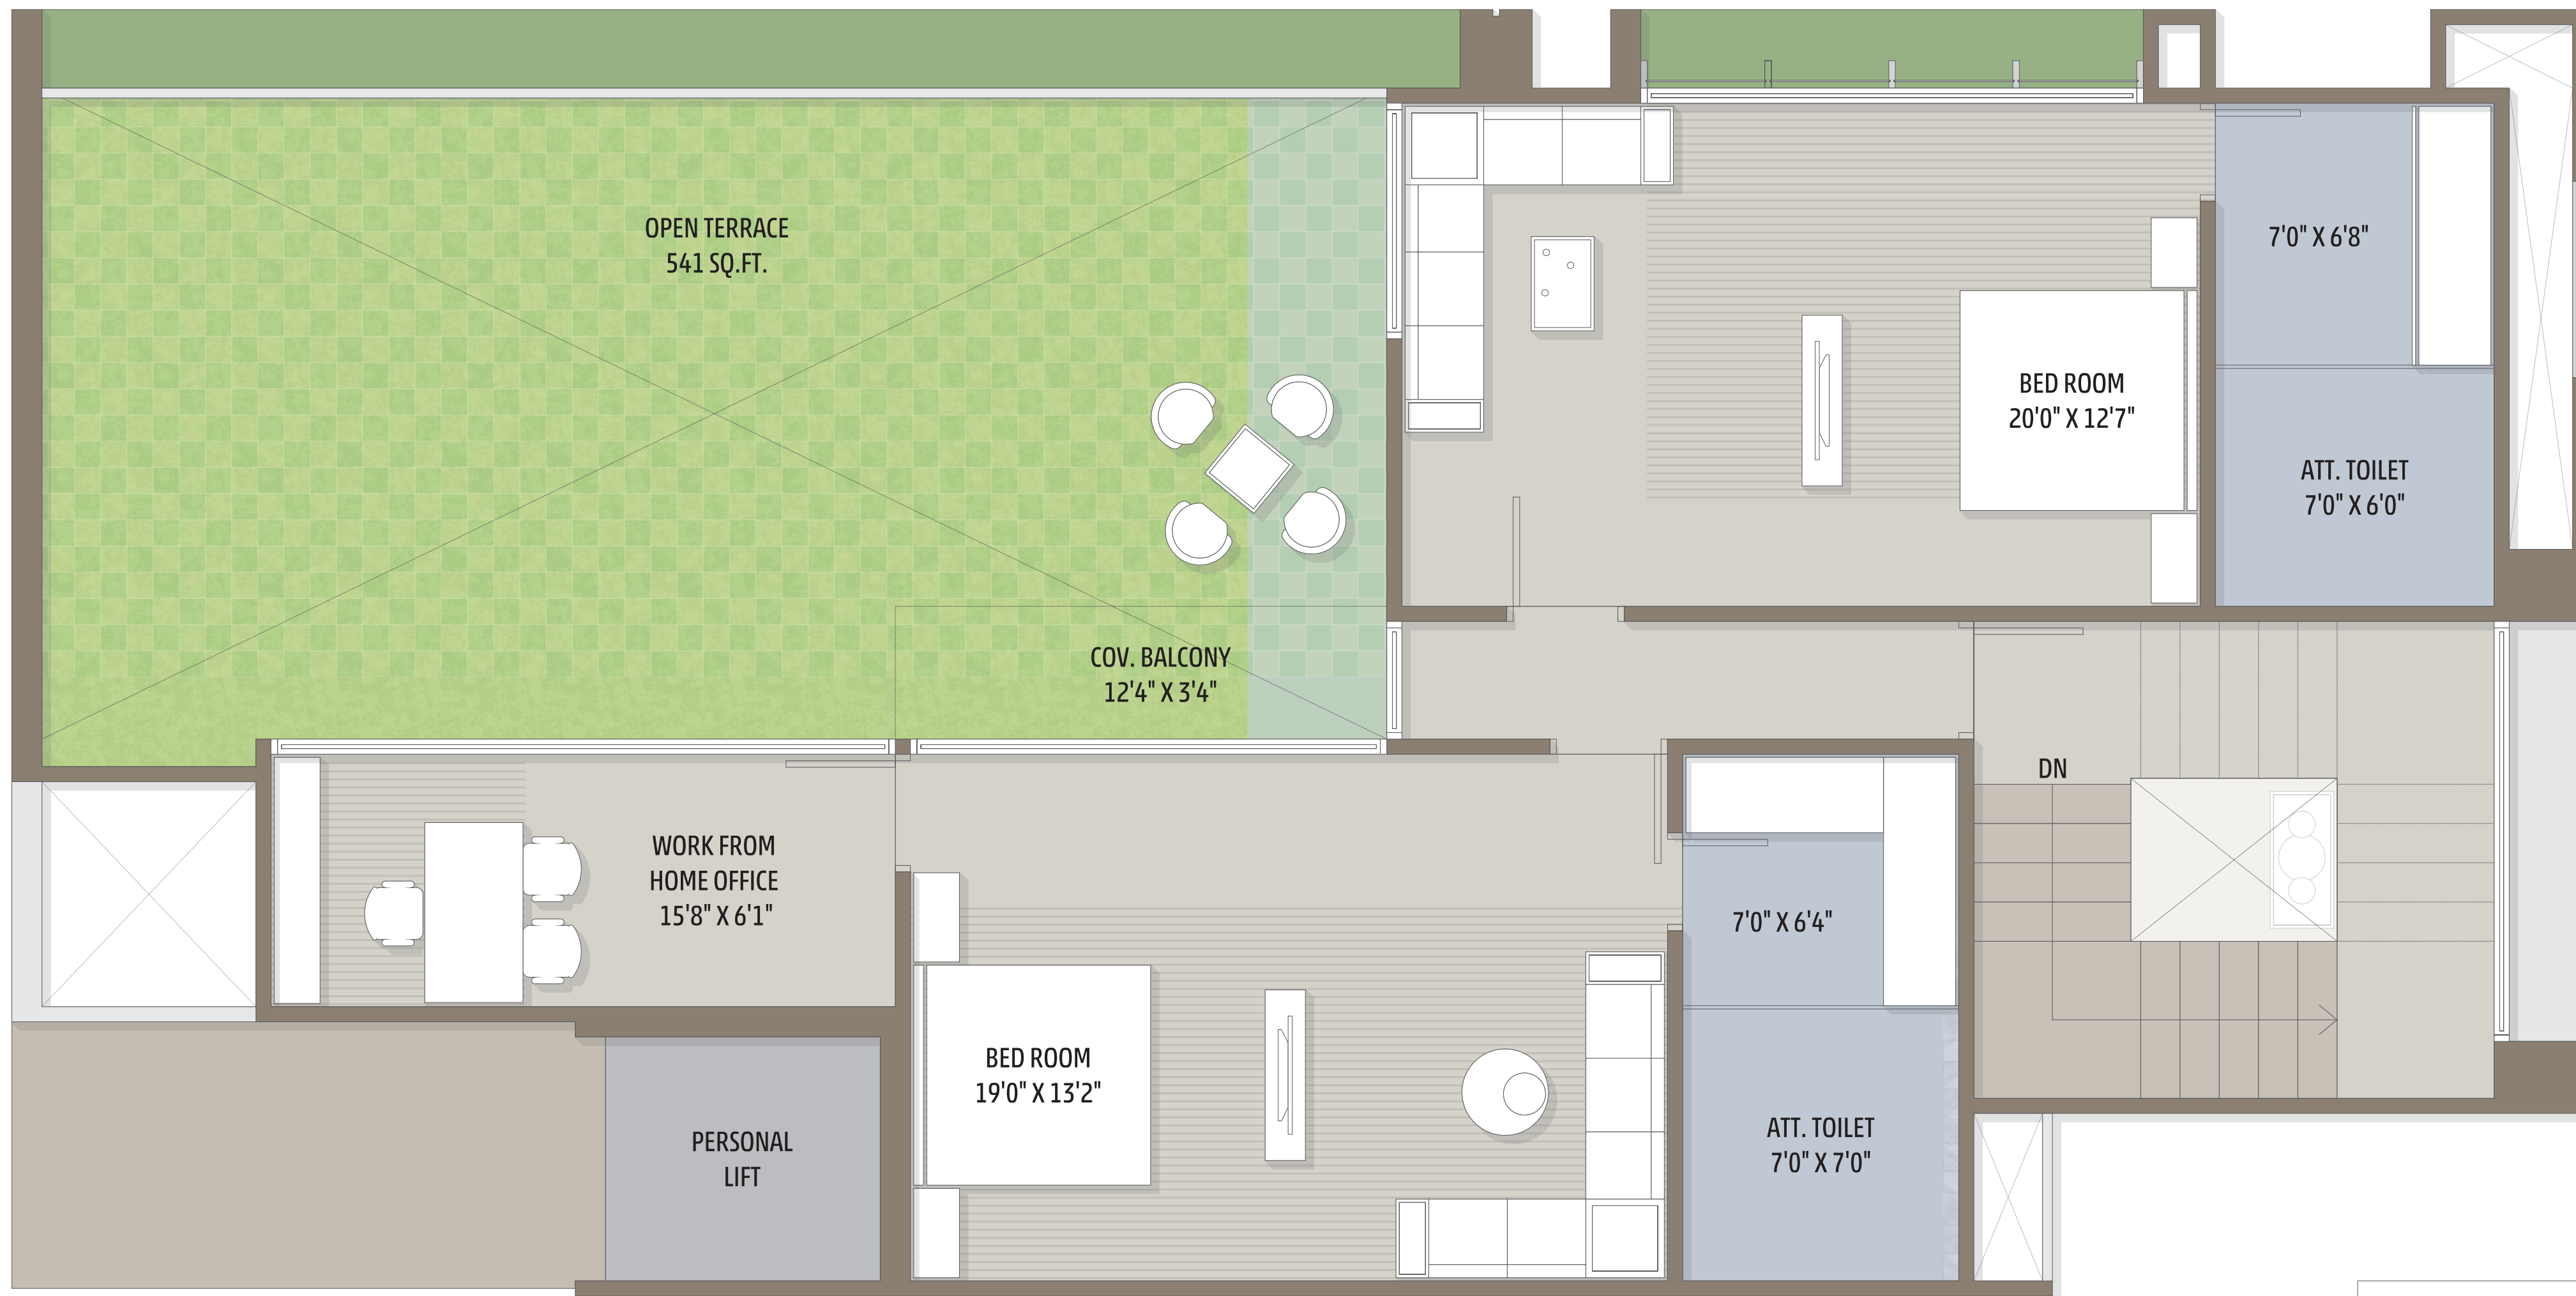 OPEN TERRACE
541 SQ.FT.
7'0" X 6'8"
BED ROOM
20'0" X 12'7"
ATT. TOILET
7'0" X 6'0"
COV. BALCONY
12'4" X 3'4"
DN
WORK FROM
HOME OFFICE
15'8" X 6'1"
7'0" X 6'4"
BED ROOM
19'0" X 13'2"
PERSONAL
LIFT
ATT. TOILET
7'0" X 7'0"